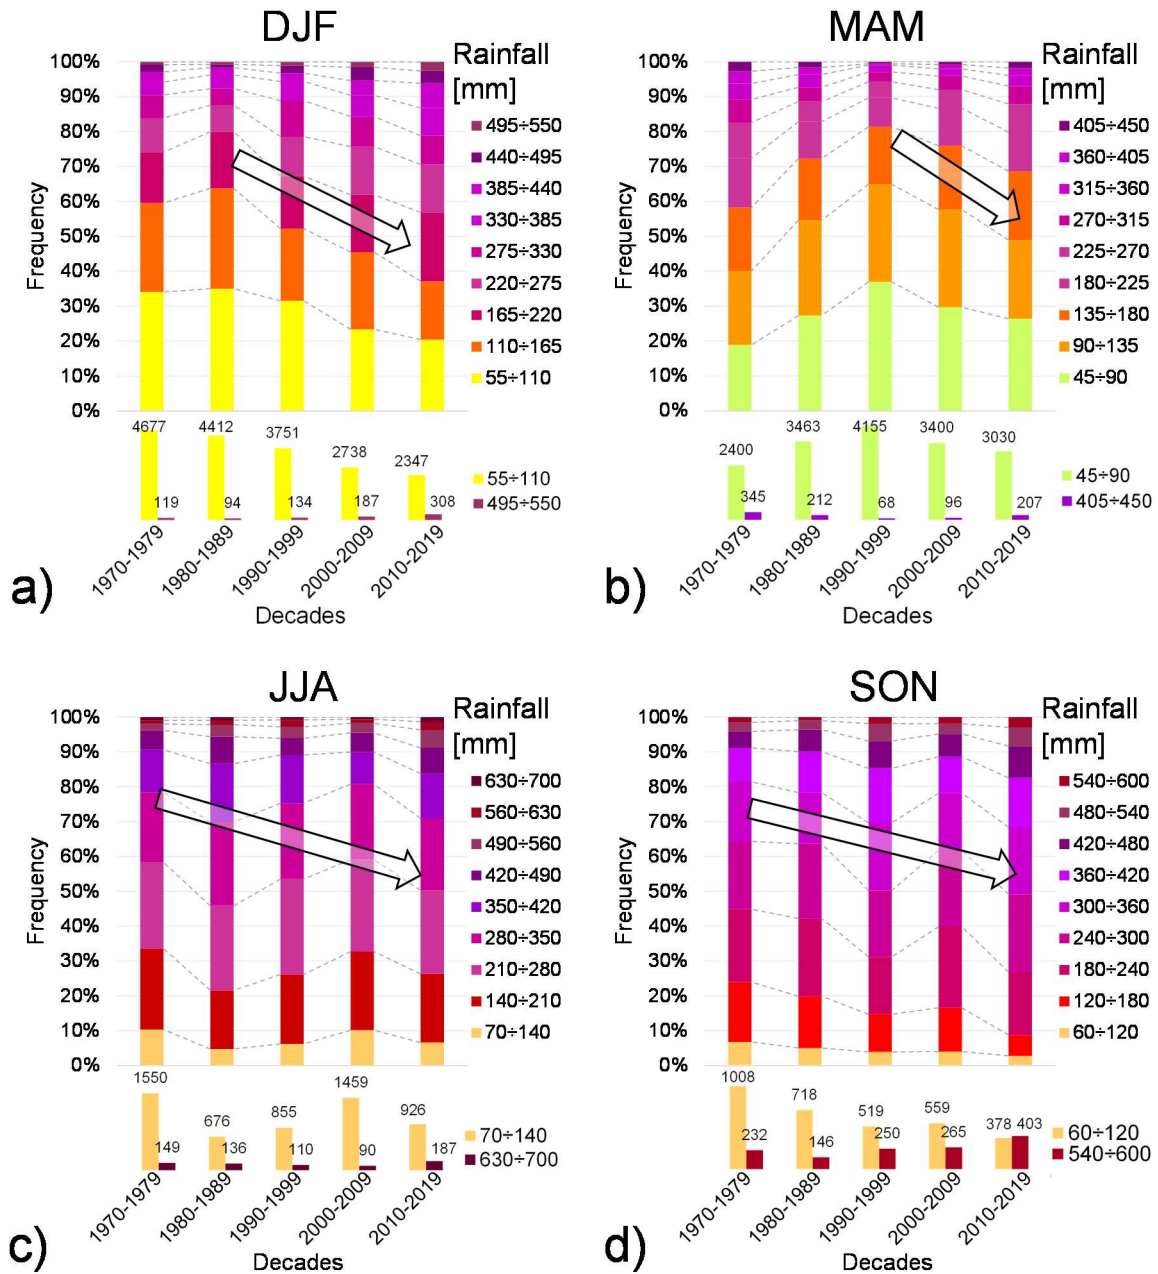 DJF
Rainfall
[mm]
Frequency
100%
90%
80%
70%
60%
50%
40%
30%
20%
10%
0%
495÷550
440÷495
385÷440
330÷385
275÷330
220÷275
165÷220
110÷165
55÷110
4677 4412 3751 2738 2347
119 94 134 187 308
55÷110
495÷550
1970-1979 1980-1989 1990-1999 2000-2009 2010-2019
Decades
a)
MAM
Rainfall
[mm]
Frequency
100%
90%
80%
70%
60%
50%
40%
30%
20%
10%
0%
405÷450
360÷405
315÷360
270÷315
225÷270
180÷225
135÷180
90÷135
45÷90
2400 3463 4155 3400 3030
345 212 68 96 207
45÷90
405÷450
1970-1979 1980-1989 1990-1999 2000-2009 2010-2019
Decades
b)
JJA
Rainfall
[mm]
Frequency
100%
90%
80%
70%
60%
50%
40%
30%
20%
10%
0%
630÷700
560÷630
490÷560
420÷490
350÷420
280÷350
210÷280
140÷210
70÷140
1550 676 855 1459 926
149 136 110 90 187
70÷140
630÷700
1970-1979 1980-1989 1990-1999 2000-2009 2010-2019
Decades
c)
SON
Rainfall
[mm]
Frequency
100%
90%
80%
70%
60%
50%
40%
30%
20%
10%
0%
540÷600
480÷540
420÷480
360÷420
300÷360
240÷300
180÷240
120÷180
60÷120
1008 718 519 559 378 403
232 146 250 265
60÷120
540÷600
1970-1979 1980-1989 1990-1999 2000-2009 2010-2019
Decades
d)